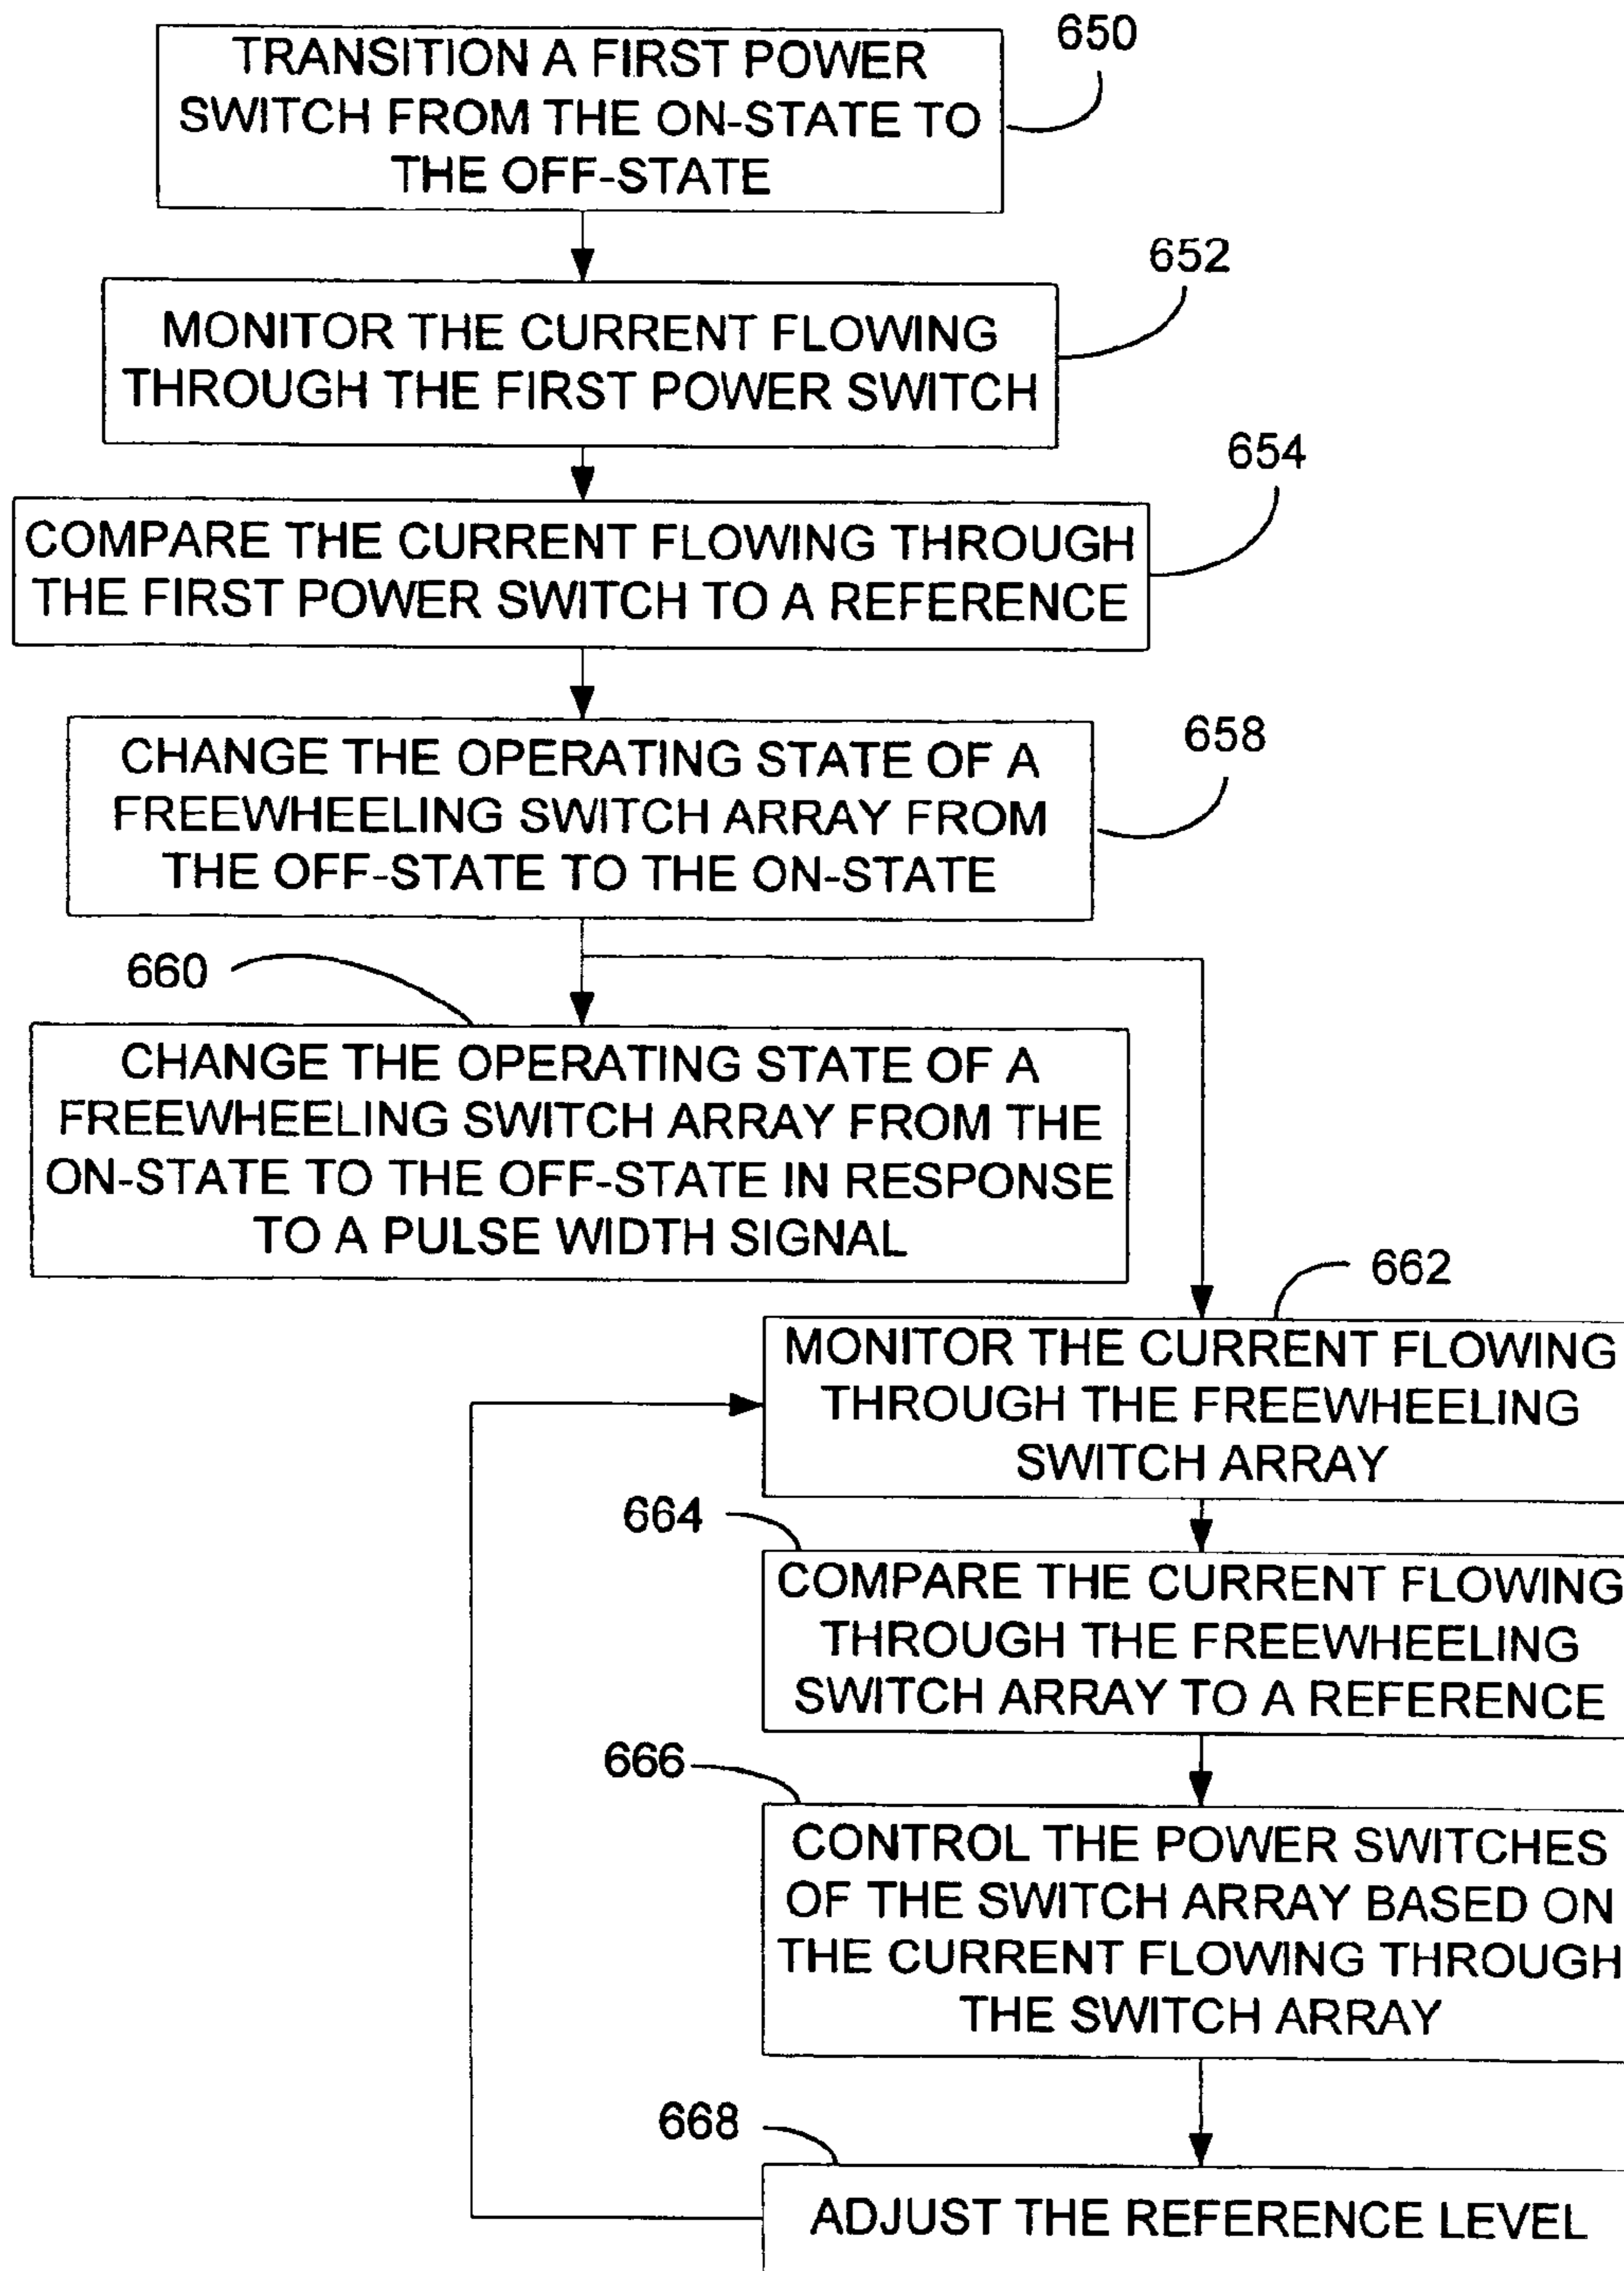 TRANSITION A FIRST POWER
SWITCH FROM THE ON-STATE TO
THE OFF-STATE
650
MONITOR THE CURRENT FLOWING
THROUGH THE FIRST POWER SWITCH
652
COMPARE THE CURRENT FLOWING THROUGH
THE FIRST POWER SWITCH TO A REFERENCE
654
CHANGE THE OPERATING STATE OF A
FREEWHEELING SWITCH ARRAY FROM
THE OFF-STATE TO THE ON-STATE
658
660
CHANGE THE OPERATING STATE OF A
FREEWHEELING SWITCH ARRAY FROM THE
ON-STATE TO THE OFF-STATE IN RESPONSE
TO A PULSE WIDTH SIGNAL
662
MONITOR THE CURRENT FLOWING
THROUGH THE FREEWHEELING
SWITCH ARRAY
664
COMPARE THE CURRENT FLOWING
THROUGH THE FREEWHEELING
SWITCH ARRAY TO A REFERENCE
666
CONTROL THE POWER SWITCHES
OF THE SWITCH ARRAY BASED ON
THE CURRENT FLOWING THROUGH
THE SWITCH ARRAY
668
ADJUST THE REFERENCE LEVEL